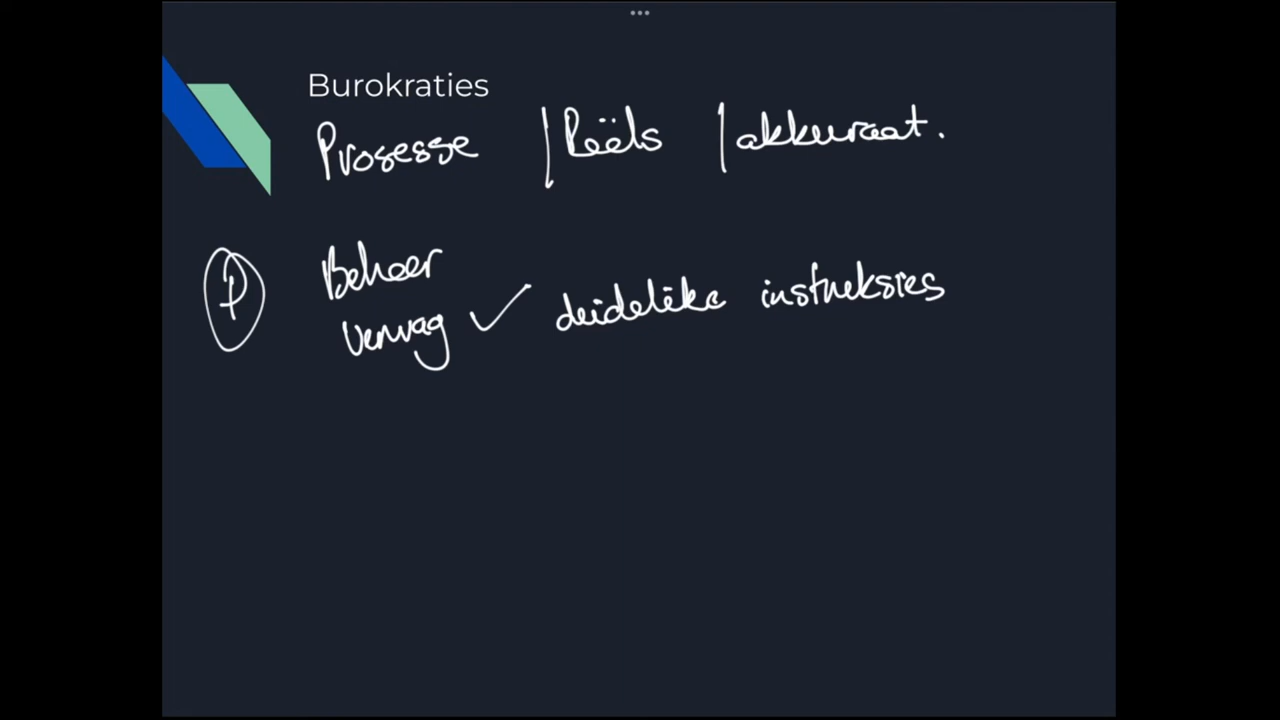 Burokraties
Prosesse | Reëls | akkuraat.
P Beheer
Verwag ✓ duidelike instruksies